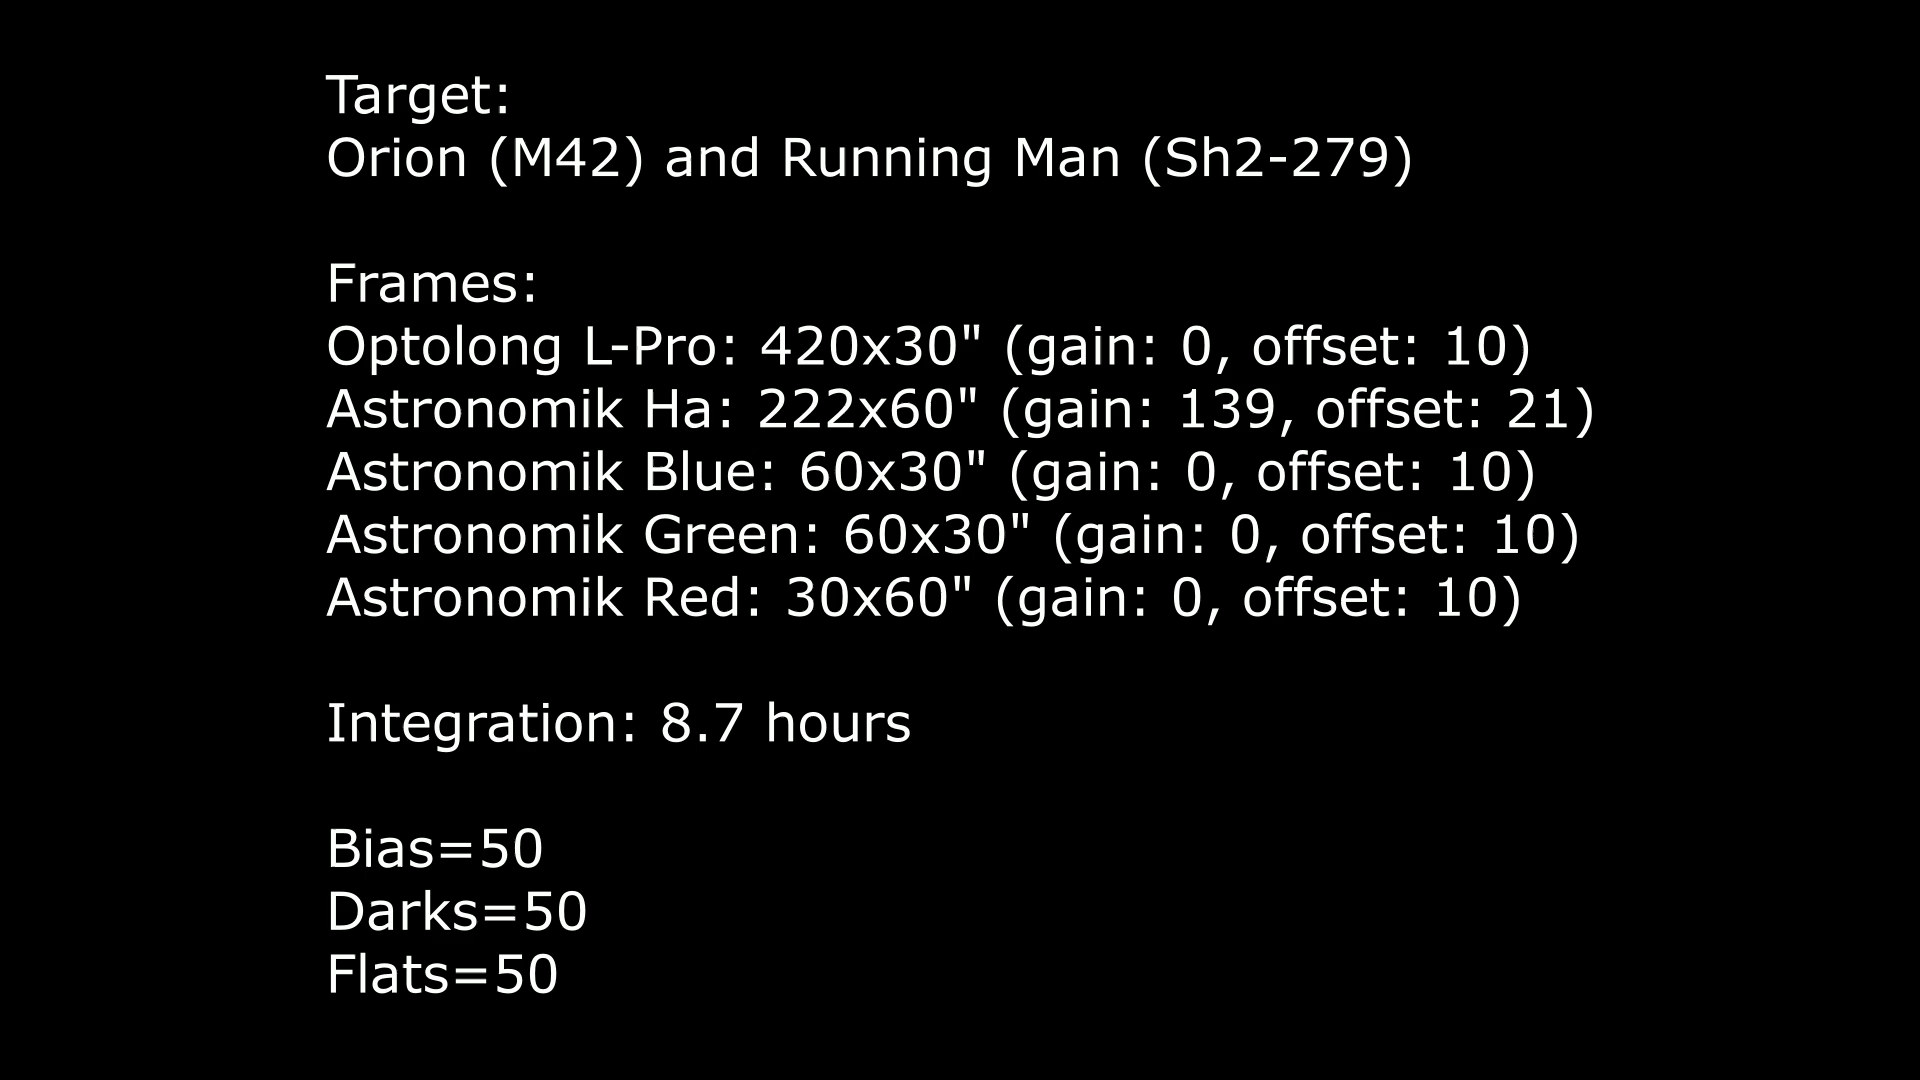 Target:
Orion (M42) and Running Man (Sh2-279)
Frames:
Optolong L-Pro: 420x30" (gain: 0, offset: 10)
Astronomik Ha: 222x60" (gain: 139, offset: 21)
Astronomik Blue: 60x30" (gain: 0, offset: 10)
Astronomik Green: 60x30" (gain: 0, offset: 10)
Astronomik Red: 30x60" (gain: 0, offset: 10)
Integration: 8.7 hours
Bias=50
Darks=50
Flats=50